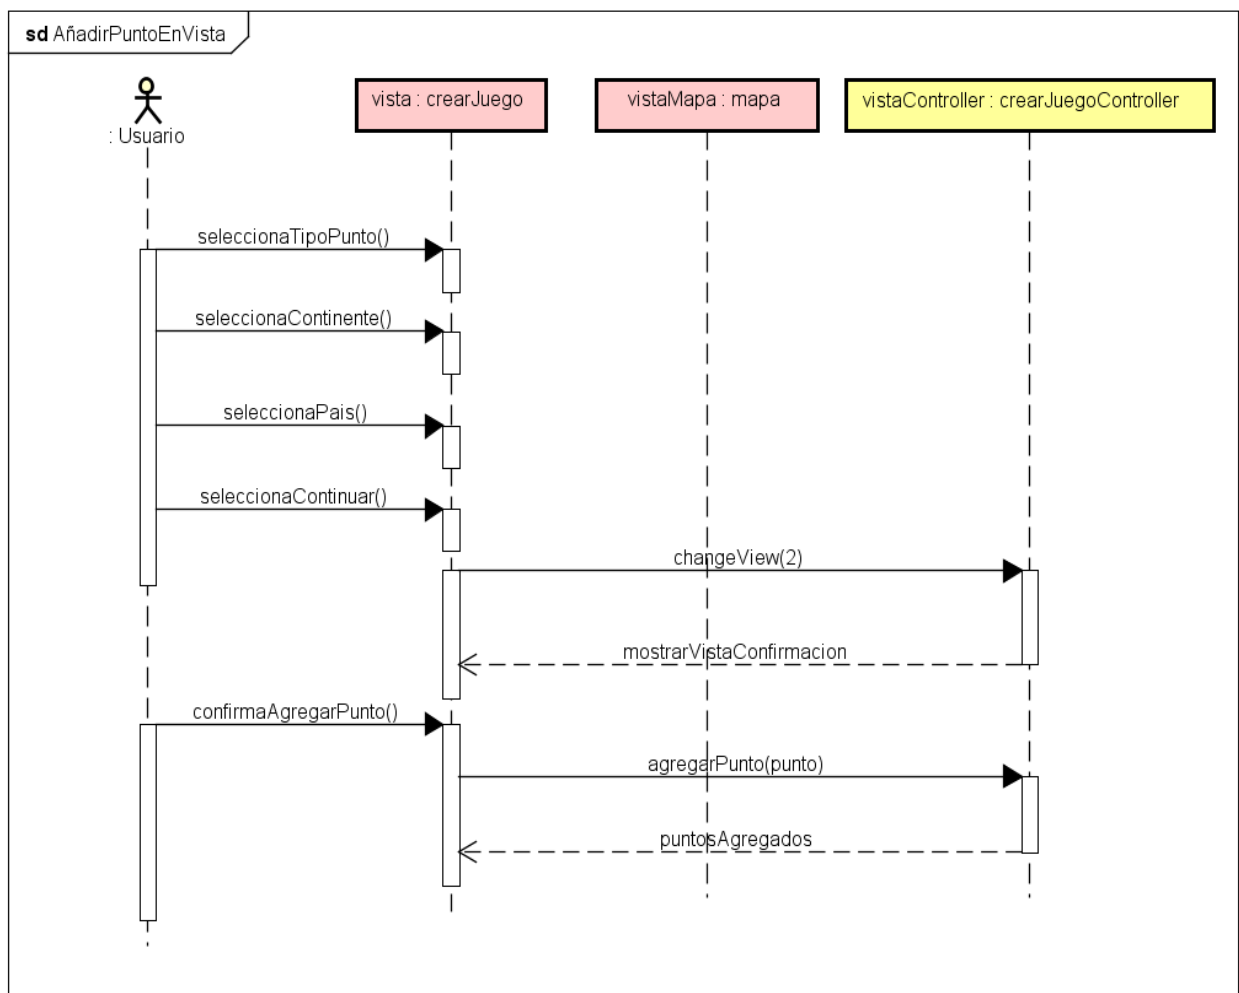 sd AñadirPuntoEnVista
: Usuario
vista : crearJuego
vistaMapa : mapa
vistaController : crearJuegoController
seleccionaTipoPunto()
seleccionaContinente()
seleccionaPais()
seleccionaContinuar()
changeView(2)
mostrarVistaConfirmacion
confirmaAgregarPunto()
agregarPunto(punto)
puntosAgregados